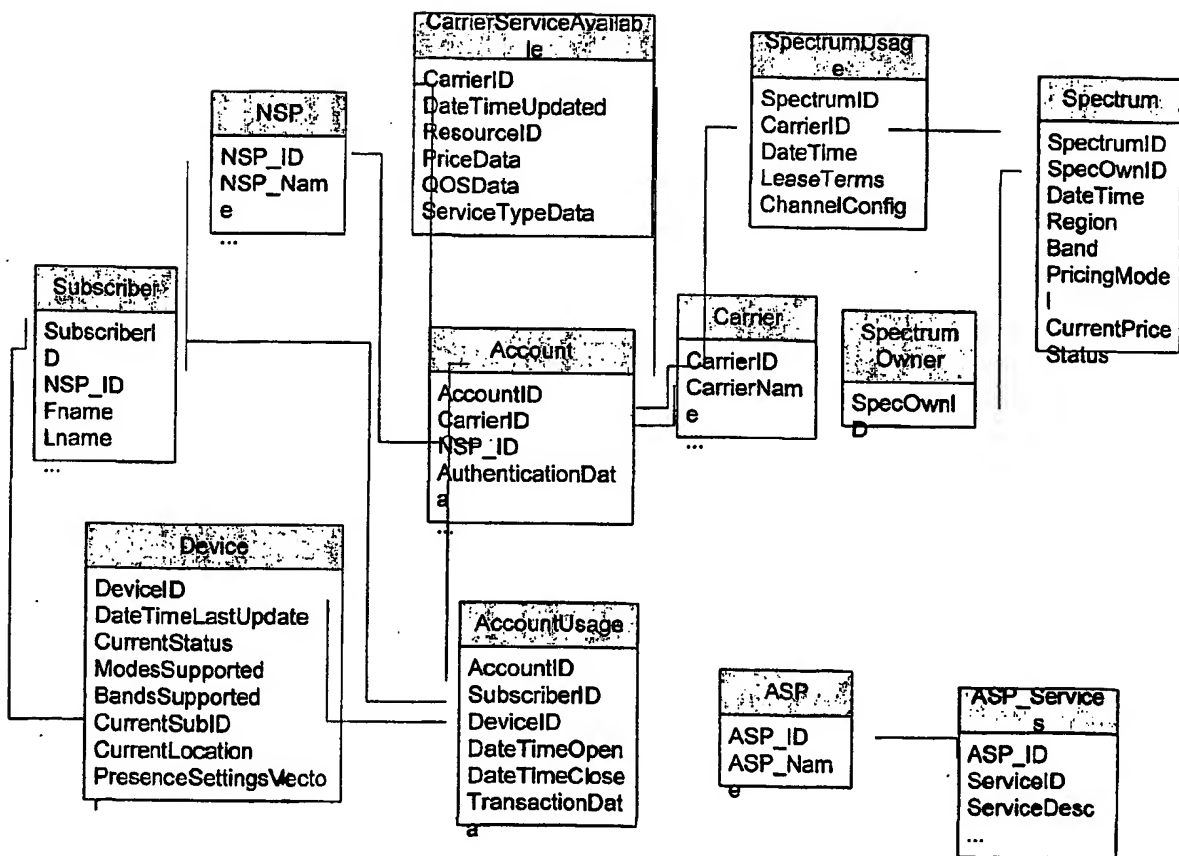 CarrierServiceAvailab
le
CarrierID
DateTimeUpdated
ResourceID
PriceData
QOSData
ServiceTypeData
SpectrumUsag
e
SpectrumID
CarrierID
DateTime
LeaseTerms
ChannelConfig
Spectrum
SpectrumID
SpecOwnID
DateTime
Region
Band
PricingMode
l
CurrentPrice
Status
NSP
NSP_ID
NSP_Nam
e
...
Subscriber
SubscriberI
D
NSP_ID
Fname
Lname
...
Account
AccountID
CarrierID
NSP_ID
AuthenticationDat
a
...
Carrier
CarrierID
CarrierNam
e
...
Spectrum
Owner
SpecOwnI
D
Device
DeviceID
DateTimeLastUpdate
CurrentStatus
ModesSupported
BandsSupported
CurrentSubID
CurrentLocation
PresenceSettingsVecto
r
AccountUsage
AccountID
SubscriberID
DeviceID
DateTimeOpen
DateTimeClose
TransactionDat
a
ASP
ASP_ID
ASP_Nam
e
ASP_Service
s
ASP_ID
ServiceID
ServiceDesc
...